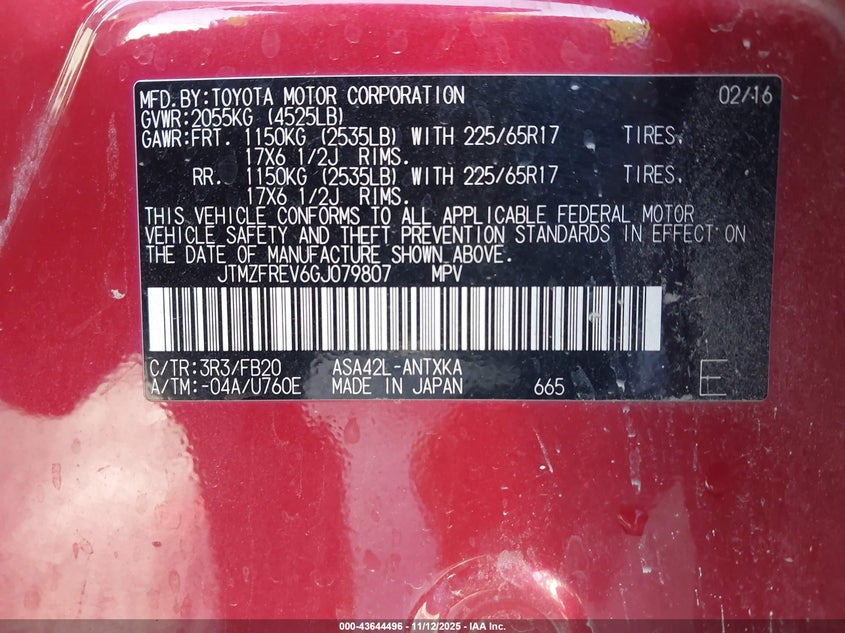 MFD.BY:TOYOTA MOTOR CORPORATION 02/16
GVWR:2055KG (4525LB)
GAWR:FRT. 1150KG (2535LB) WITH 225/65R17 TIRES,
17X6 1/2J RIMS.
RR. 1150KG (2535LB) WITH 225/65R17 TIRES,
17X6 1/2J RIMS.
THIS VEHICLE CONFORMS TO ALL APPLICABLE FEDERAL MOTOR
VEHICLE SAFETY AND THEFT PREVENTION STANDARDS IN EFFECT ON
THE DATE OF MANUFACTURE SHOWN ABOVE.
JTMZFREV6GJ079807 MPV
C/TR:3R3/FB20 ASA42L-ANTXKA
A/TM:-04A/U760E MADE IN JAPAN 665 E
000-43644496 - 11/12/2025 - IAA Inc.